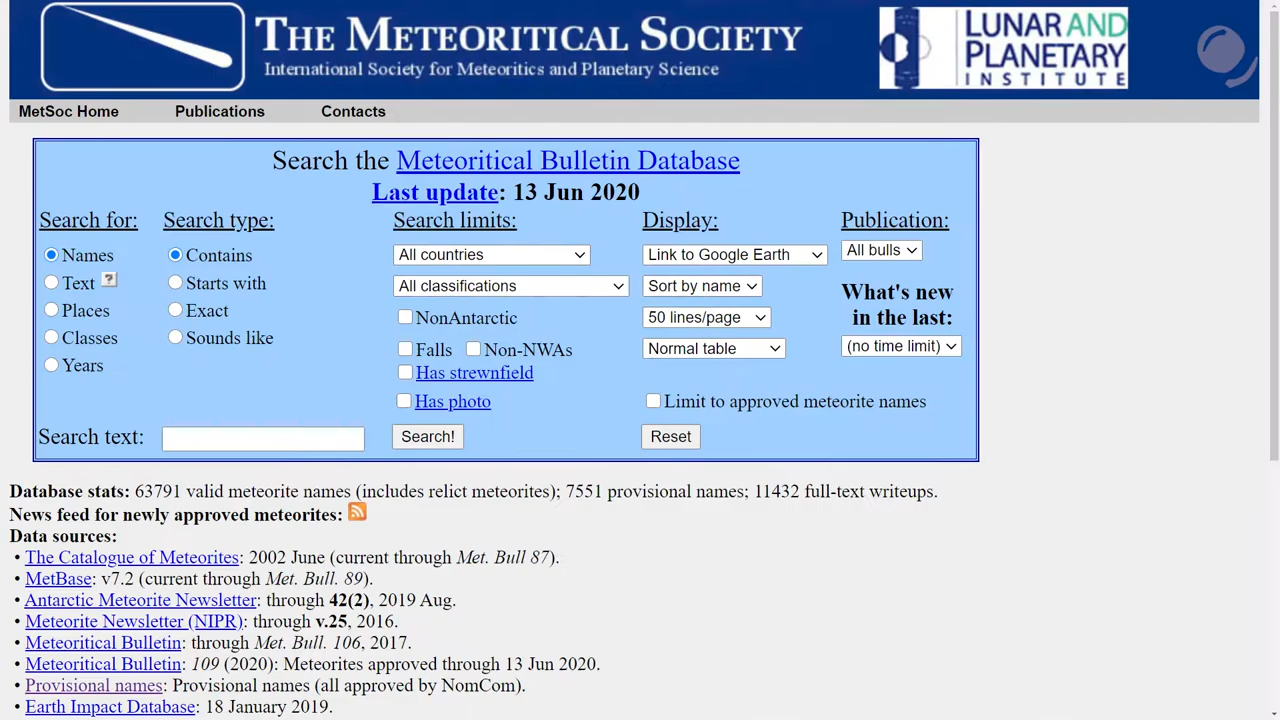 THE METEORITICAL SOCIETY
International Society for Meteoritics and Planetary Science
LUNAR AND
PLANETARY
INSTITUTE
MetSoc Home Publications Contacts
Search the Meteoritical Bulletin Database
Last update: 13 Jun 2020
Search for: Search type: Search limits: Display: Publication:
Names Contains All countries Link to Google Earth All bulls
Text ? Starts with All classifications Sort by name What's new
Places Exact NonAntarctic 50 lines/page in the last:
Classes Sounds like Falls Non-NWAs Normal table (no time limit)
Years Has strewnfield
Has photo Limit to approved meteorite names
Search text: Search! Reset
Database stats: 63791 valid meteorite names (includes relict meteorites); 7551 provisional names; 11432 full-text writeups.
News feed for newly approved meteorites:
Data sources:
• The Catalogue of Meteorites: 2002 June (current through Met. Bull 87).
• MetBase: v7.2 (current through Met. Bull. 89).
• Antarctic Meteorite Newsletter: through 42(2), 2019 Aug.
• Meteorite Newsletter (NIPR): through v.25, 2016.
• Meteoritical Bulletin: through Met. Bull. 106, 2017.
• Meteoritical Bulletin: 109 (2020): Meteorites approved through 13 Jun 2020.
• Provisional names: Provisional names (all approved by NomCom).
• Earth Impact Database: 18 January 2019.